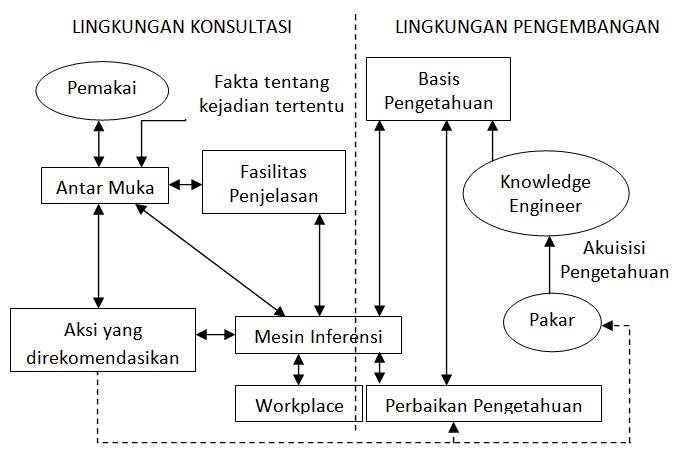 LINGKUNGAN KONSULTASI
LINGKUNGAN PENGEMBANGAN
Pemakai
Fakta tentang
kejadian tertentu
Basis
Pengetahuan
Antar Muka
Fasilitas
Penjelasan
Knowledge
Engineer
Akuisisi
Pengetahuan
Aksi yang
direkomendasikan
Mesin Inferensi
Pakar
Workplace
Perbaikan Pengetahuan